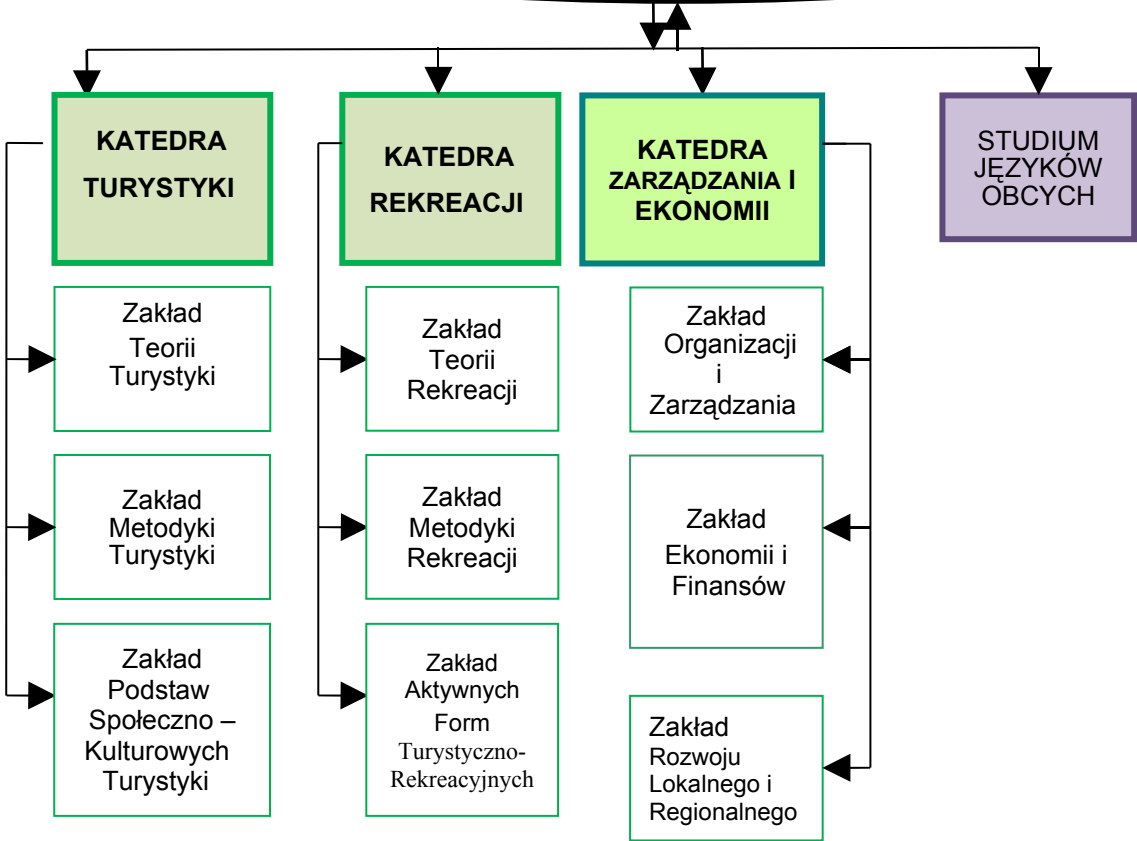 KATEDRA
TURYSTYKI
KATEDRA
REKREACJI
KATEDRA
ZARZĄDZANIA I
EKONOMII
STUDIUM
JĘZYKÓW
OBCYCH
Zakład
Teorii
Turystyki
Zakład
Teorii
Rekreacji
Zakład
Organizacji
i
Zarządzania
Zakład
Metodyki
Turystyki
Zakład
Metodyki
Rekreacji
Zakład
Ekonomii i
Finansów
Zakład
Podstaw
Społeczno –
Kulturowych
Turystyki
Zakład
Aktywnych
Form
Turystyczno-
Rekreacyjnych
Zakład
Rozwoju
Lokalnego i
Regionalnego